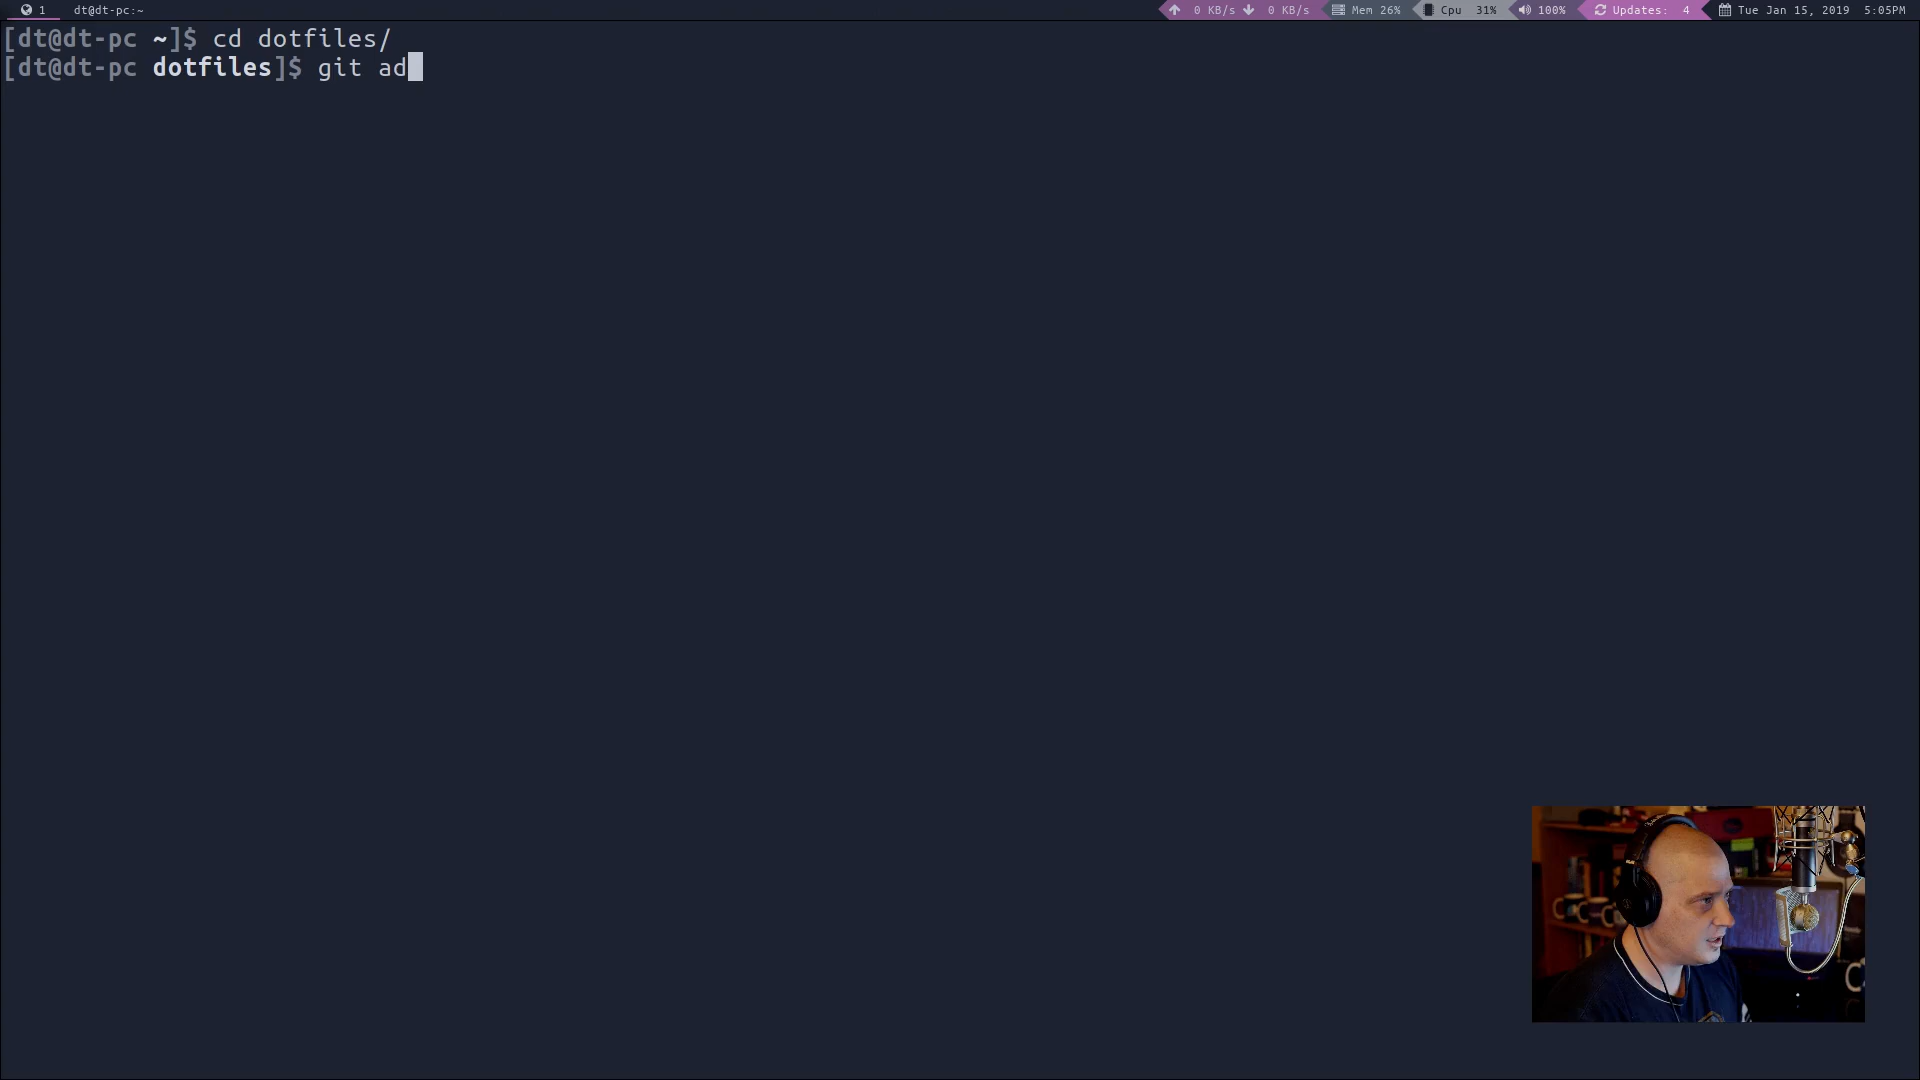 1 dt@dt-pc:~ 0 KB/s 0 KB/s Mem 26% Cpu 31% 100% Updates: 4 Tue Jan 15, 2019 5:05PM
[dt@dt-pc ~]$ cd dotfiles/
[dt@dt-pc dotfiles]$ git ad